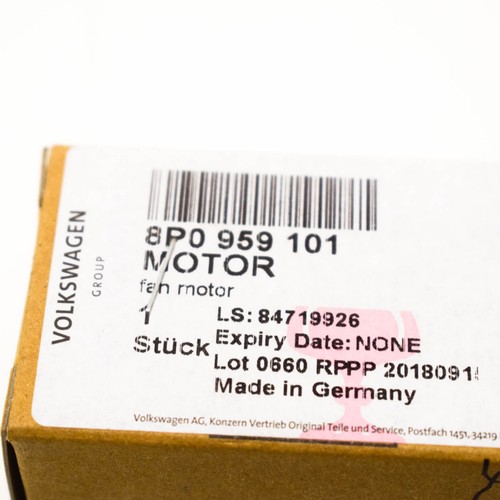 VOLKSWAGEN
GROUP
8P0 959 101
MOTOR
fan motor
1
Stück
LS: 84719926
Expiry Date: NONE
Lot 0660 RPPP 2018091
Made in Germany
Volkswagen AG, Konzern Vertrieb Original Teile und Service, Postfach 1451, 34219